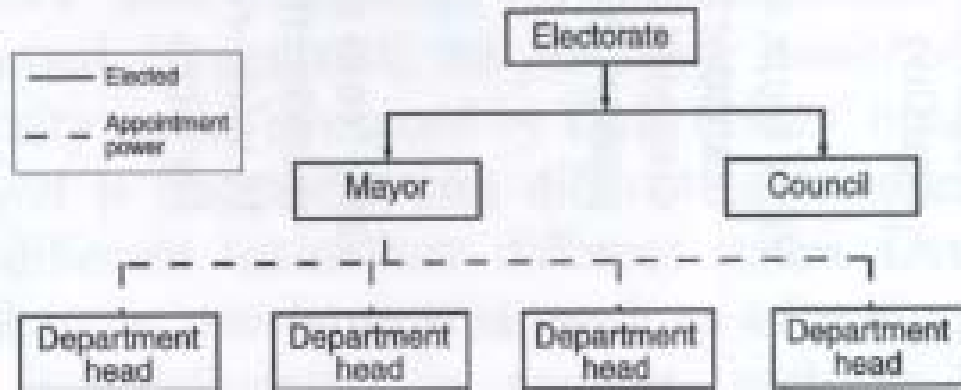 Electorate
Elected
Appointment
power
Mayor
Council
Department
head
Department
head
Department
head
Department
head